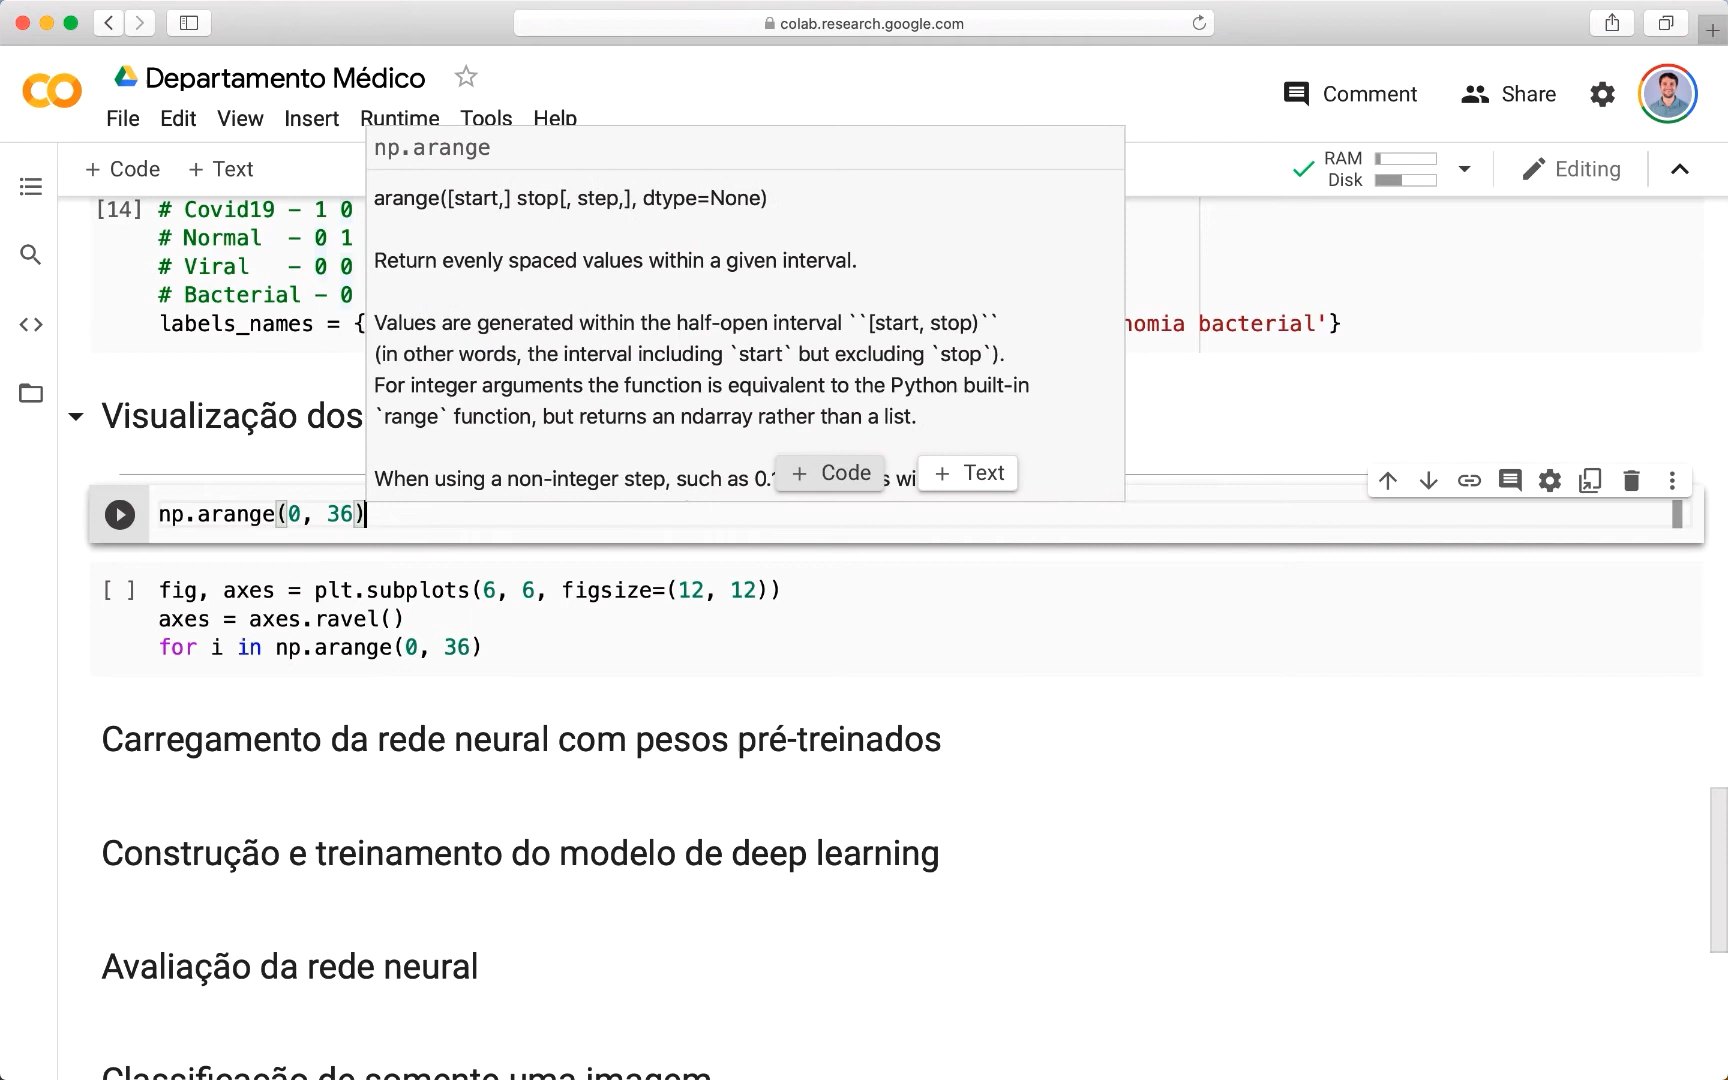 colab.research.google.com
Departamento Médico
File Edit View Insert Runtime Tools Help
Comment
Share
+ Code + Text
RAM
Disk
Editing
np.arange
arange([start,] stop[, step,], dtype=None)
Return evenly spaced values within a given interval.
Values are generated within the half-open interval ``[start, stop)``
(in other words, the interval including `start` but excluding `stop`).
For integer arguments the function is equivalent to the Python built-in
`range` function, but returns an ndarray rather than a list.
When using a non-integer step, such as 0.
+ Code
+ Text
[14] # Covid19 - 1 0
# Normal - 0 1
# Viral - 0 0
# Bacterial - 0
labels_names = {
bacterial'}
Visualização dos
np.arange(0, 36)
[ ] fig, axes = plt.subplots(6, 6, figsize=(12, 12))
axes = axes.ravel()
for i in np.arange(0, 36)
Carregamento da rede neural com pesos pré-treinados
Construção e treinamento do modelo de deep learning
Avaliação da rede neural
Classificação de somente uma imagem